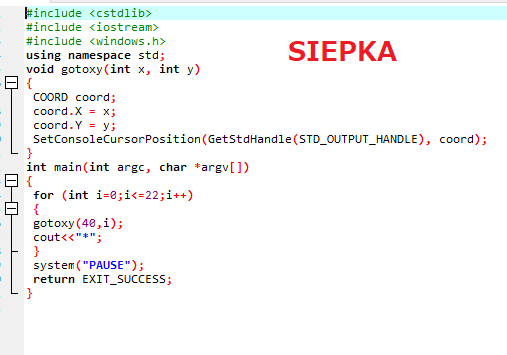 #include <cstdlib>
#include <iostream>
#include <windows.h>
SIEPKA
using namespace std;
void gotoxy(int x, int y)
{
COORD coord;
coord.X = x;
coord.Y = y;
SetConsoleCursorPosition(GetStdHandle(STD_OUTPUT_HANDLE), coord);
}
int main(int argc, char *argv[])
{
for (int i=0;i<=22;i++)
{
gotoxy(40,i);
cout<<"*";
}
system("PAUSE");
return EXIT_SUCCESS;
}